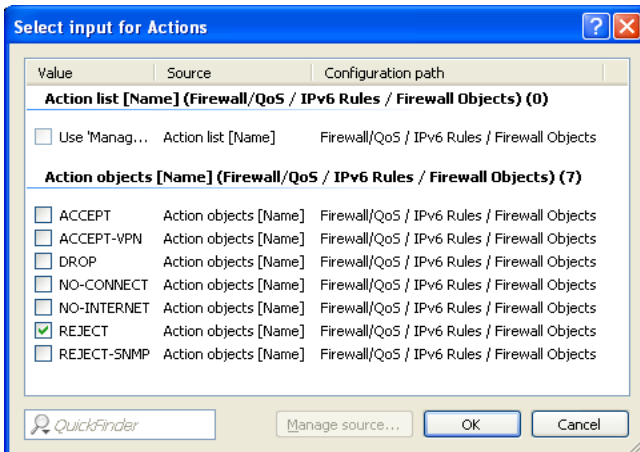 Select input for Actions
Value Source Configuration path
Action list [Name] (Firewall/QoS / IPv6 Rules / Firewall Objects) (0)
Use 'Manag... Action list [Name] Firewall/QoS / IPv6 Rules / Firewall Objects
Action objects [Name] (Firewall/QoS / IPv6 Rules / Firewall Objects) (7)
ACCEPT Action objects [Name] Firewall/QoS / IPv6 Rules / Firewall Objects
ACCEPT-VPN Action objects [Name] Firewall/QoS / IPv6 Rules / Firewall Objects
DROP Action objects [Name] Firewall/QoS / IPv6 Rules / Firewall Objects
NO-CONNECT Action objects [Name] Firewall/QoS / IPv6 Rules / Firewall Objects
NO-INTERNET Action objects [Name] Firewall/QoS / IPv6 Rules / Firewall Objects
REJECT Action objects [Name] Firewall/QoS / IPv6 Rules / Firewall Objects
REJECT-SNMP Action objects [Name] Firewall/QoS / IPv6 Rules / Firewall Objects
QuickFinder Manage source... OK Cancel